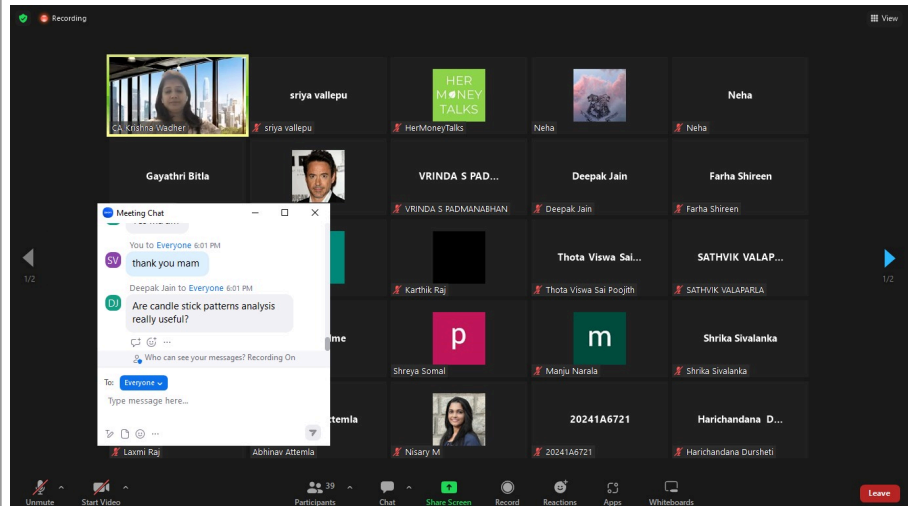 Recording
View
CA Krishna Wadher
sriya vallepu
sriya vallepu
HER
MONEY
TALKS
HerMoneyTalks
Neha
Neha
Neha
Gayathri Bitla
VRINDA S PAD...
VRINDA S PADMANABHAN
Deepak Jain
Deepak Jain
Farha Shireen
Farha Shireen
Meeting Chat
You to Everyone 6:01 PM
SV
thank you mam
Deepak Jain to Everyone 6:01 PM
DJ
Are candle stick patterns analysis
really useful?
Who can see your messages? Recording On
To: Everyone
Type message here...
1/2
Karthik Raj
Thota Viswa Sai...
Thota Viswa Sai Poojith
SATHVIK VALAP...
SATHVIK VALAPARLA
1/2
p
Shreya Somal
m
Manju Narala
Shrika Sivalanka
Shrika Sivalanka
Laxmi Raj
Abhinav Attemla
Nisary M
20241A6721
20241A6721
Harichandana D...
Harichandana Dursheti
Unmute
Start Video
39
Participants
Chat
Share Screen
Record
Reactions
Apps
Whiteboards
Leave